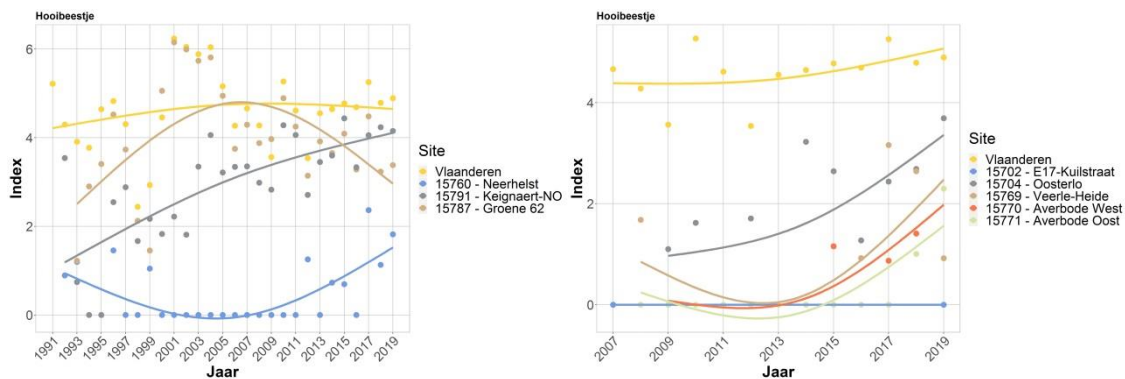 Hooibeestje
6
4
2
0
Index
1991
1993
1995
1997
1999
2001
2003
2005
2007
2009
2011
2013
2015
2017
2019
Jaar
Site
Vlaanderen
15760 - Neerhelst
15791 - Keignaert-NO
15787 - Groene 62
Hooibeestje
4
2
0
Index
2007
2009
2011
2013
2015
2017
2019
Jaar
Site
Vlaanderen
15702 - E17-Kuilstraat
15704 - Oosterlo
15769 - Veerle-Heide
15770 - Averbode West
15771 - Averbode Oost